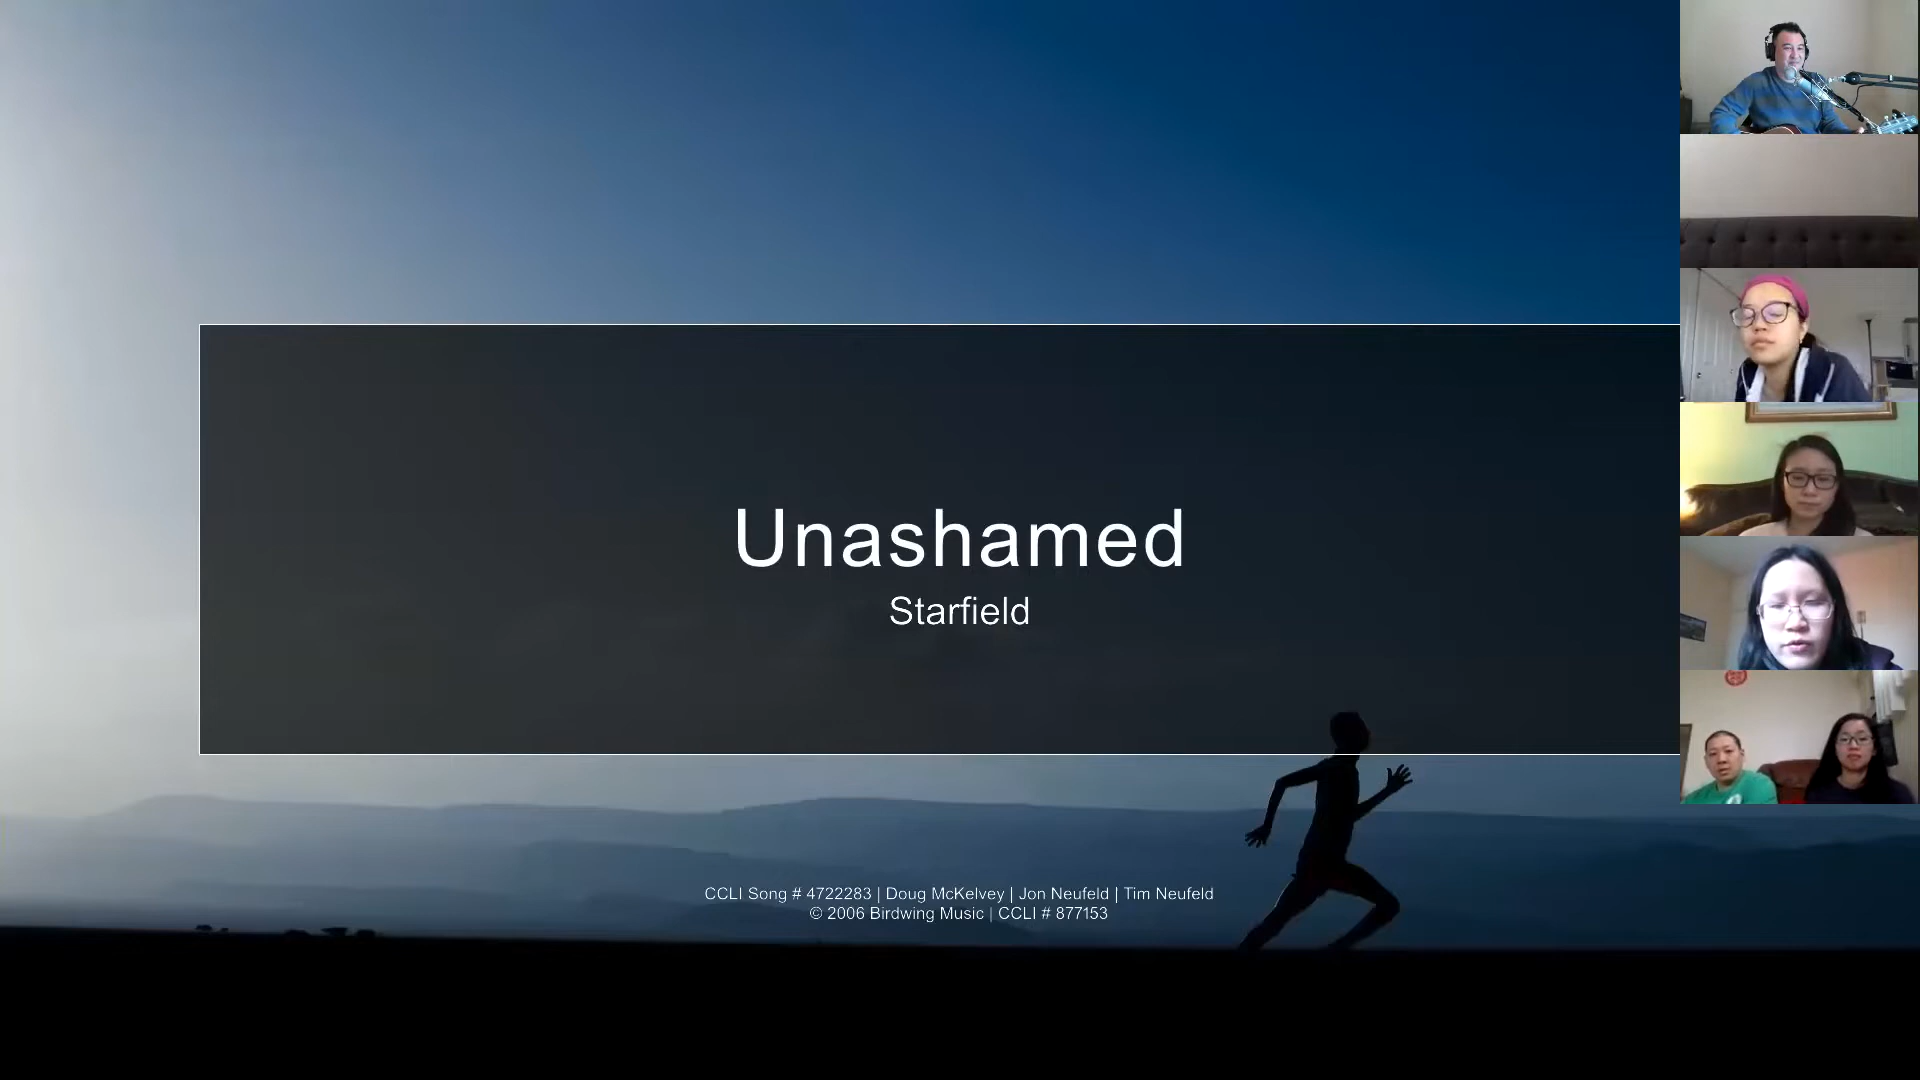 Unashamed
Starfield
CCLI Song # 4722283 | Doug McKelvey | Jon Neufeld | Tim Neufeld
© 2006 Birdwing Music | CCLI # 877153